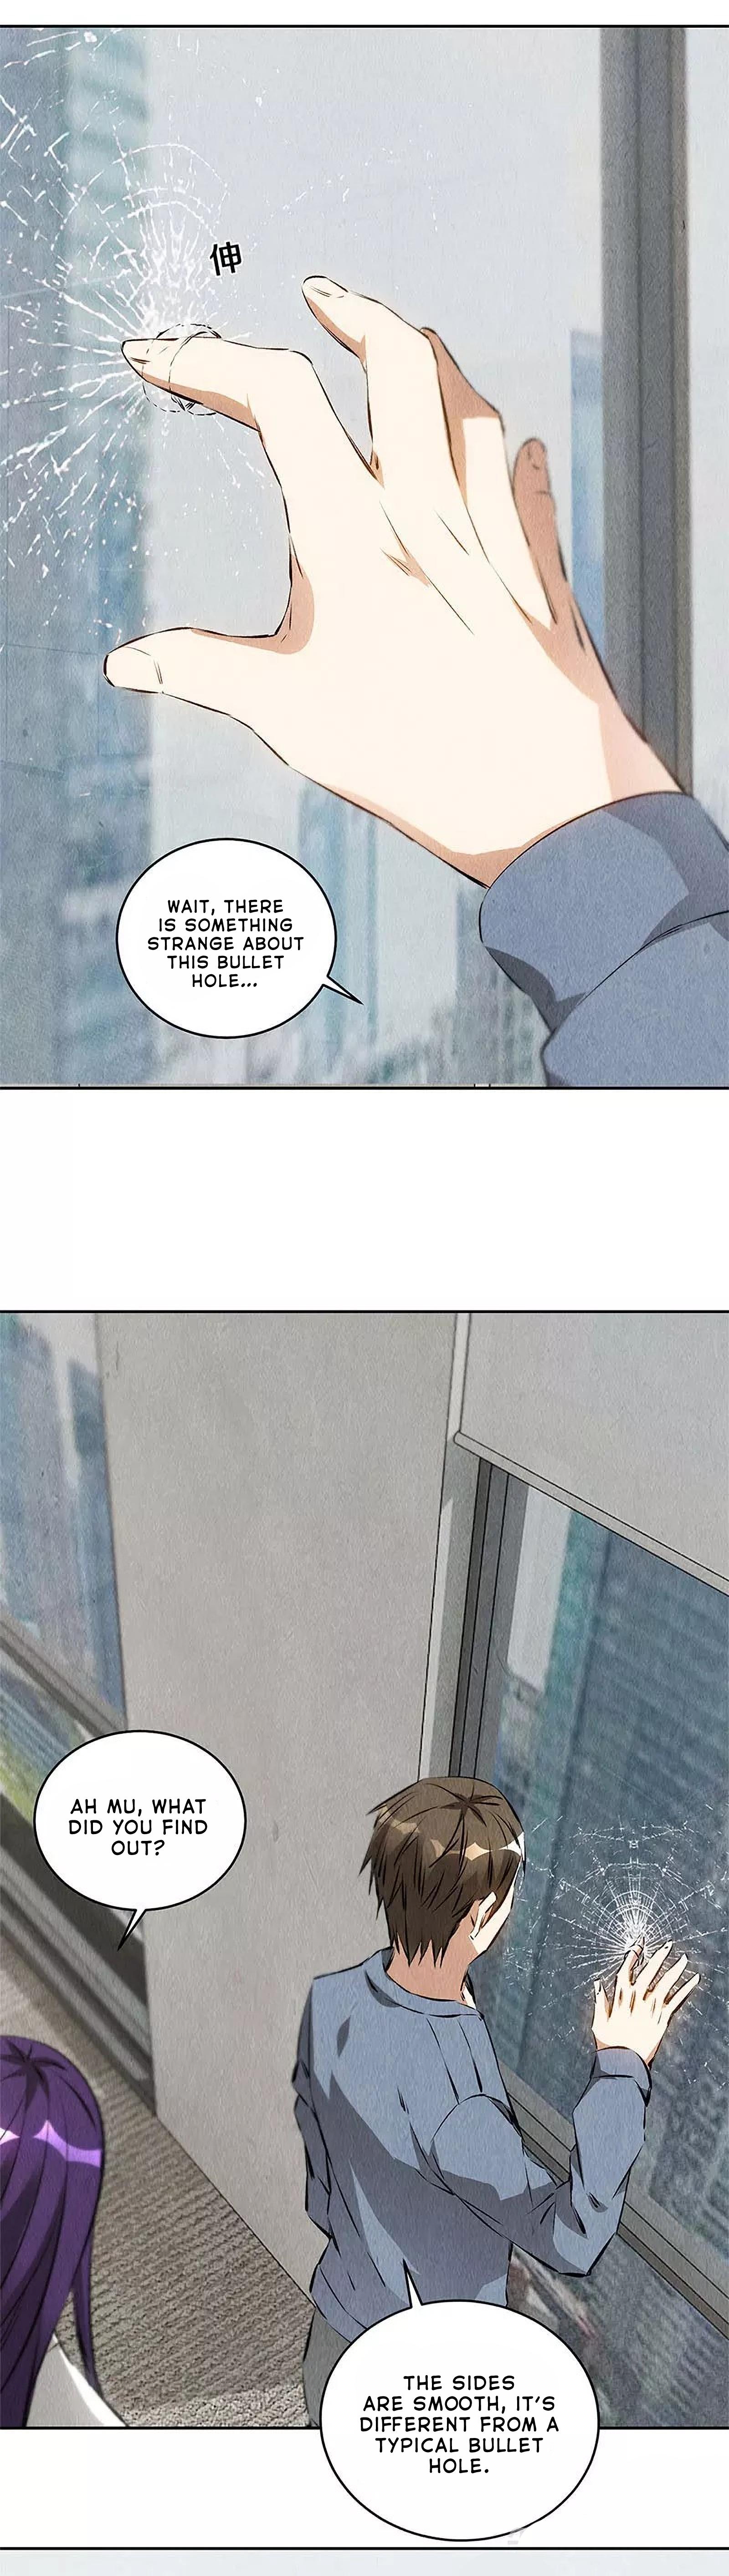 伸
WAIT, THERE
IS SOMETHING
STRANGE ABOUT
THIS BULLET
HOLE...
AH MU, WHAT
DID YOU FIND
OUT?
THE SIDES
ARE SMOOTH, IT'S
DIFFERENT FROM A
TYPICAL BULLET
HOLE.